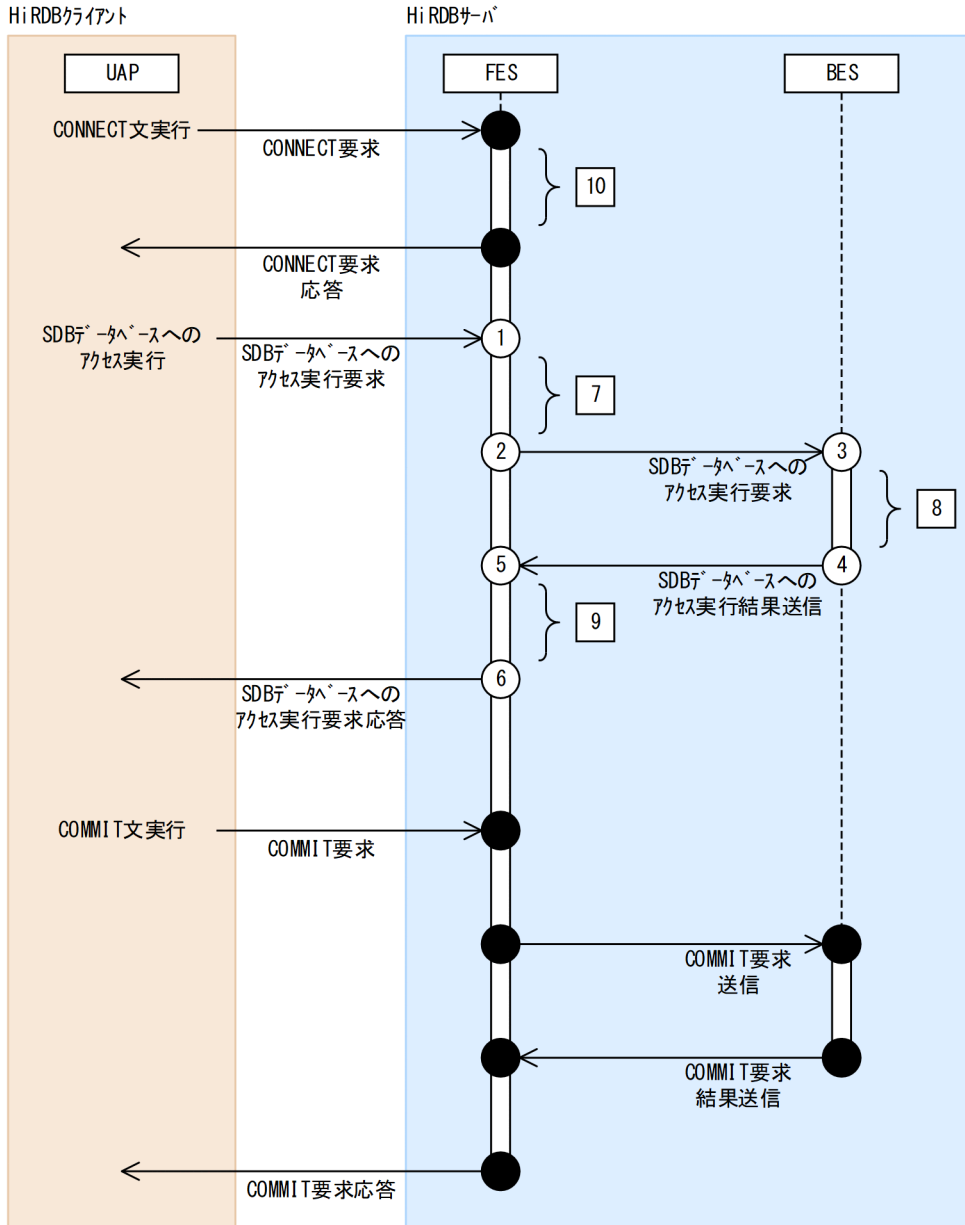 HiRDBクライアント
HiRDBサーバ
UAP
FES
BES
CONNECT文実行
CONNECT要求
10
CONNECT要求
応答
SDBデータベースへの
アクセス実行
SDBデータベースへの
アクセス実行要求
1
7
2
3
SDBデータベースへの
アクセス実行要求
8
5
4
SDBデータベースへの
アクセス実行結果送信
9
6
SDBデータベースへの
アクセス実行要求応答
COMMIT文実行
COMMIT要求
COMMIT要求
送信
COMMIT要求
結果送信
COMMIT要求応答